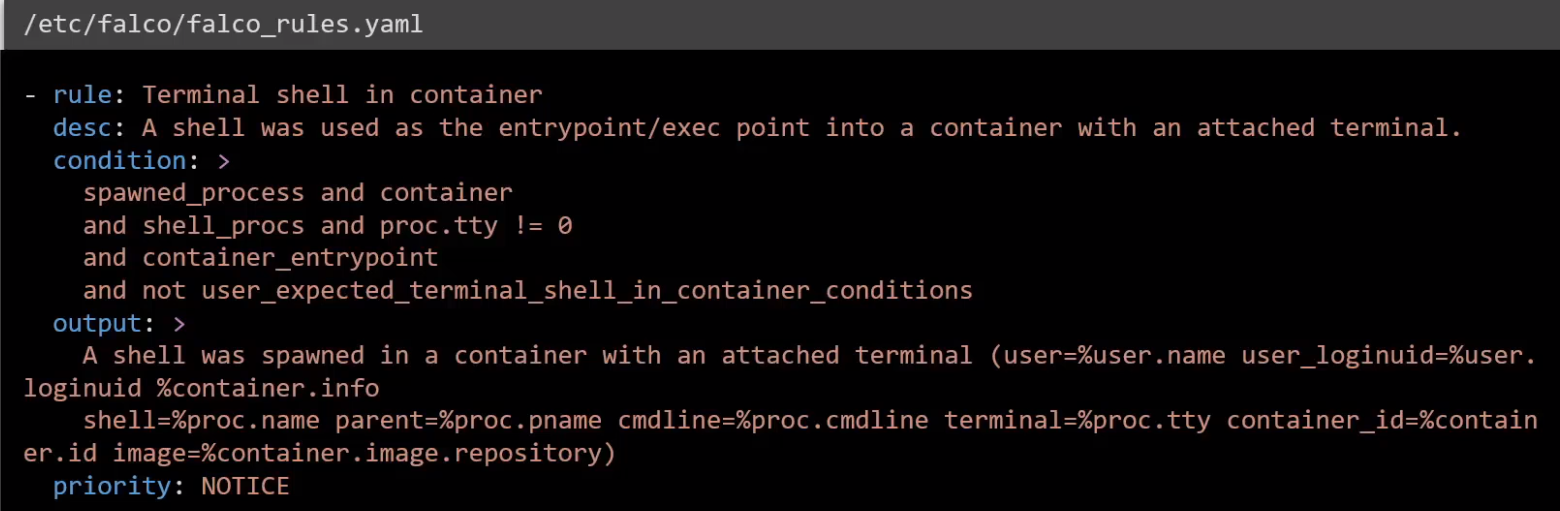 /etc/falco/falco_rules.yaml
- rule: Terminal shell in container
  desc: A shell was used as the entrypoint/exec point into a container with an attached terminal.
  condition: >
    spawned_process and container
    and shell_procs and proc.tty != 0
    and container_entrypoint
    and not user_expected_terminal_shell_in_container_conditions
  output: >
    A shell was spawned in a container with an attached terminal (user=%user.name user_loginuid=%user.
loginuid %container.info
    shell=%proc.name parent=%proc.pname cmdline=%proc.cmdline terminal=%proc.tty container_id=%contain
er.id image=%container.image.repository)
  priority: NOTICE